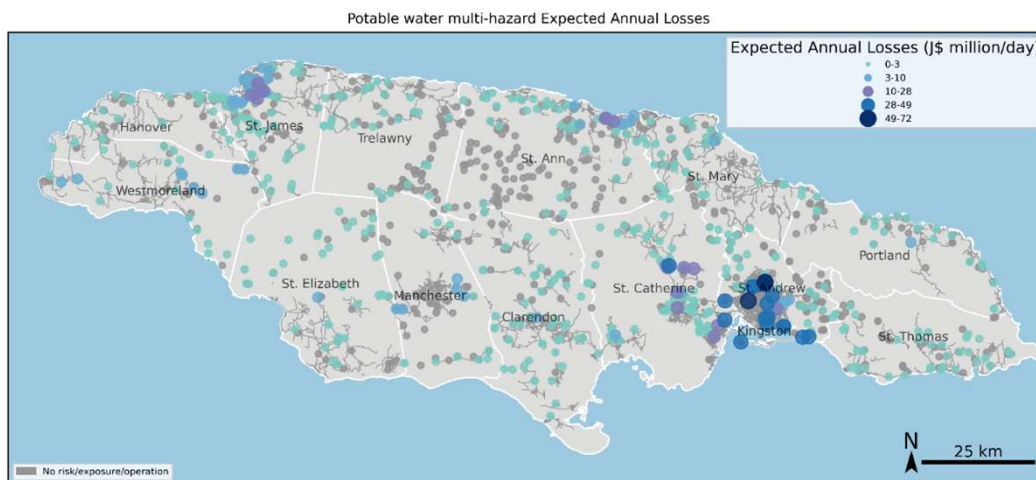 Potable water multi-hazard Expected Annual Losses
Expected Annual Losses (J$ million/day)
0-3
3-10
10-28
28-49
49-72
Hanover
St. James
Trelawny
St. Ann
Westmoreland
St. Mary
Portland
St. Elizabeth
Manchester
St. Catherine
St. Andrew
Clarendon
Kingston
St. Thomas
N
25 km
No risk/exposure/operation